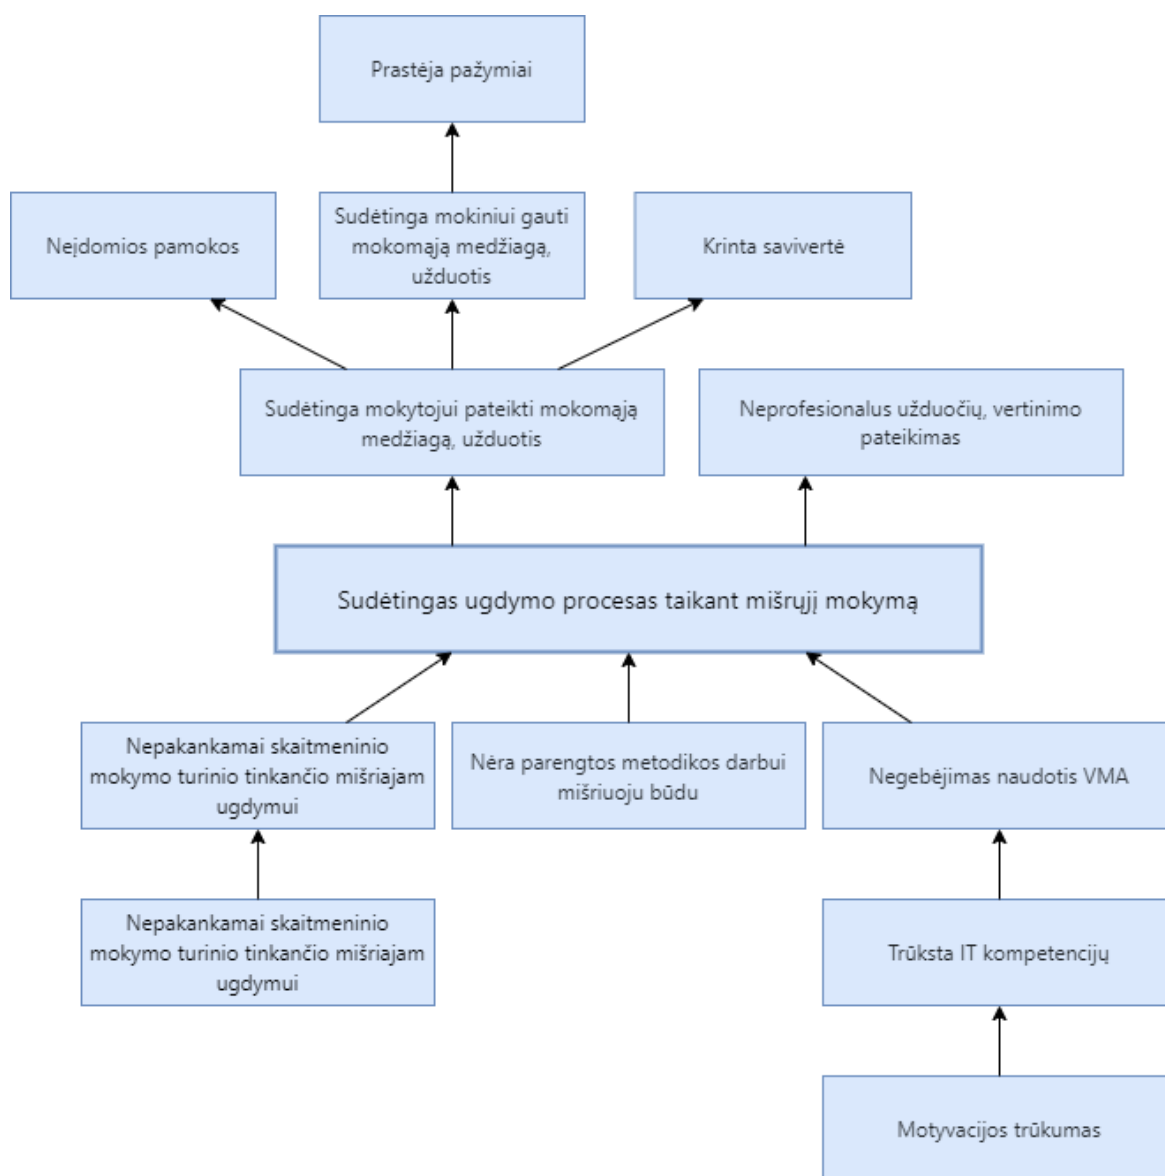 Prastėja pažymiai
Neįdomios pamokos
Sudėtinga mokiniui gauti
mokomąją medžiagą,
užduotis
Krinta savivertė
Sudėtinga mokytojui pateikti mokomąją
medžiagą, užduotis
Neprofesionalus užduočių, vertinimo
pateikimas
Sudėtingas ugdymo procesas taikant mišrųjį mokymą
Nepakankamai skaitmeninio
mokymo turinio tinkančio mišriajam
ugdymui
Nėra parengtos metodikos darbui
mišriuoju būdu
Negebėjimas naudotis VMA
Nepakankamai skaitmeninio
mokymo turinio tinkančio mišriajam
ugdymui
Trūksta IT kompetencijų
Motyvacijos trūkumas